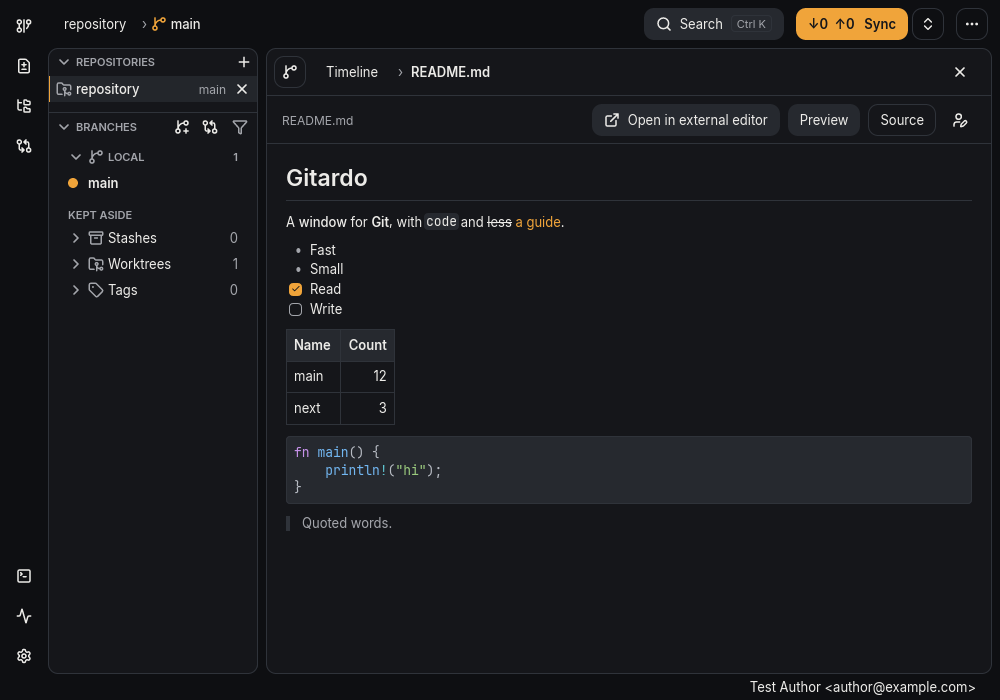 repository › main
Search Ctrl K
↓0 ↑0 Sync
REPOSITORIES
repository main
BRANCHES
LOCAL 1
main
KEPT ASIDE
Stashes 0
Worktrees 1
Tags 0
Timeline › README.md
README.md
Open in external editor
Preview
Source
Gitardo
A window for Git, with code and less a guide.
• Fast
• Small
Read
Write
Name Count
main 12
next 3
fn main() {
    println!("hi");
}
Quoted words.
Test Author <author@example.com>